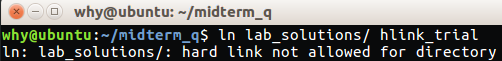 why@ubuntu: ~/midterm_q
why@ubuntu:~/midterm_q$ ln lab_solutions/ hlink_trial
ln: lab_solutions/: hard link not allowed for directory